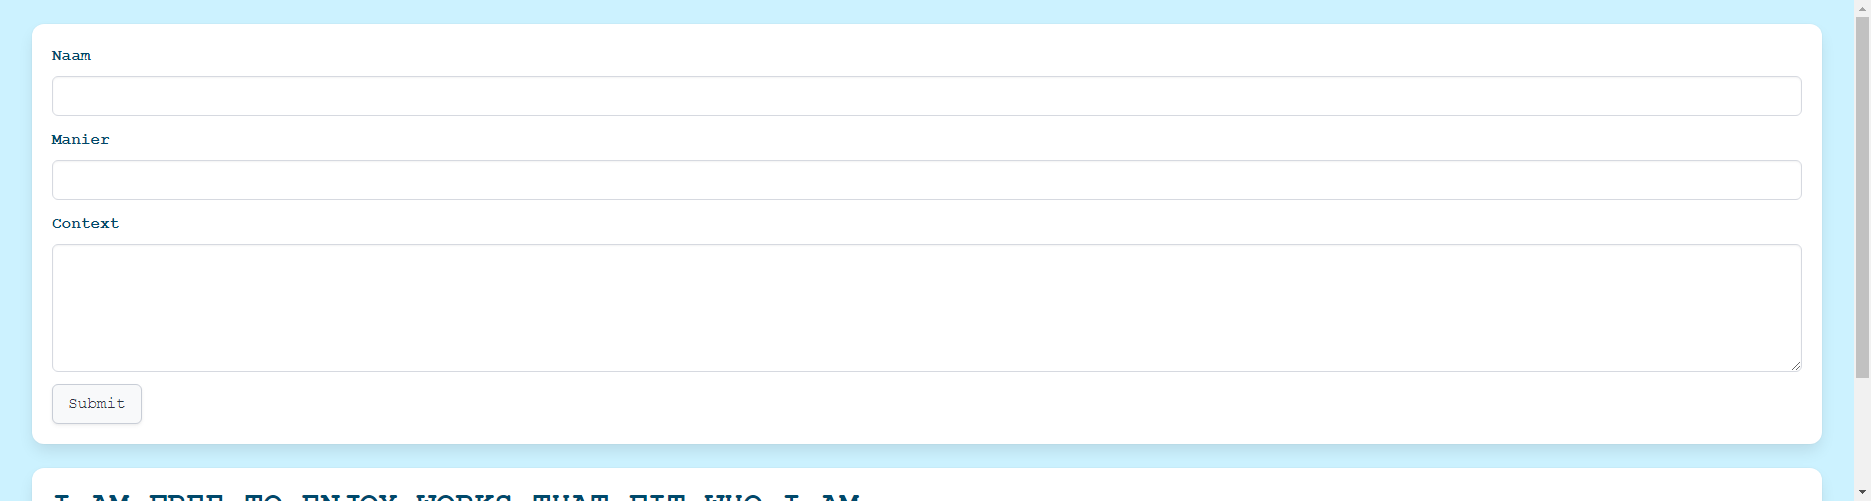 Naam
Manier
Context
Submit
I AM FREE TO ENJOY WORKS THAT FIT WHO I AM